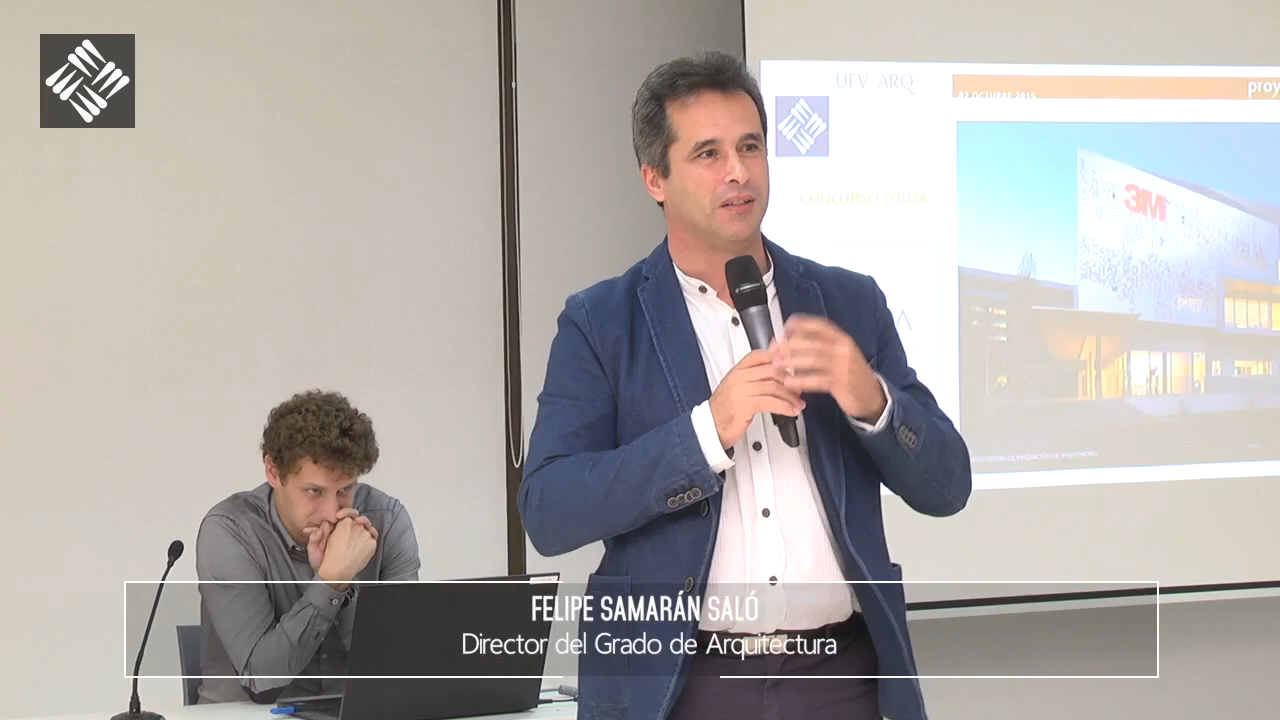 UFV ARQ
07 OCTUBRE 2015
proy
CONCURSO TOUZA
3M
FELIPE SAMARÁN SALÓ
Director del Grado de Arquitectura